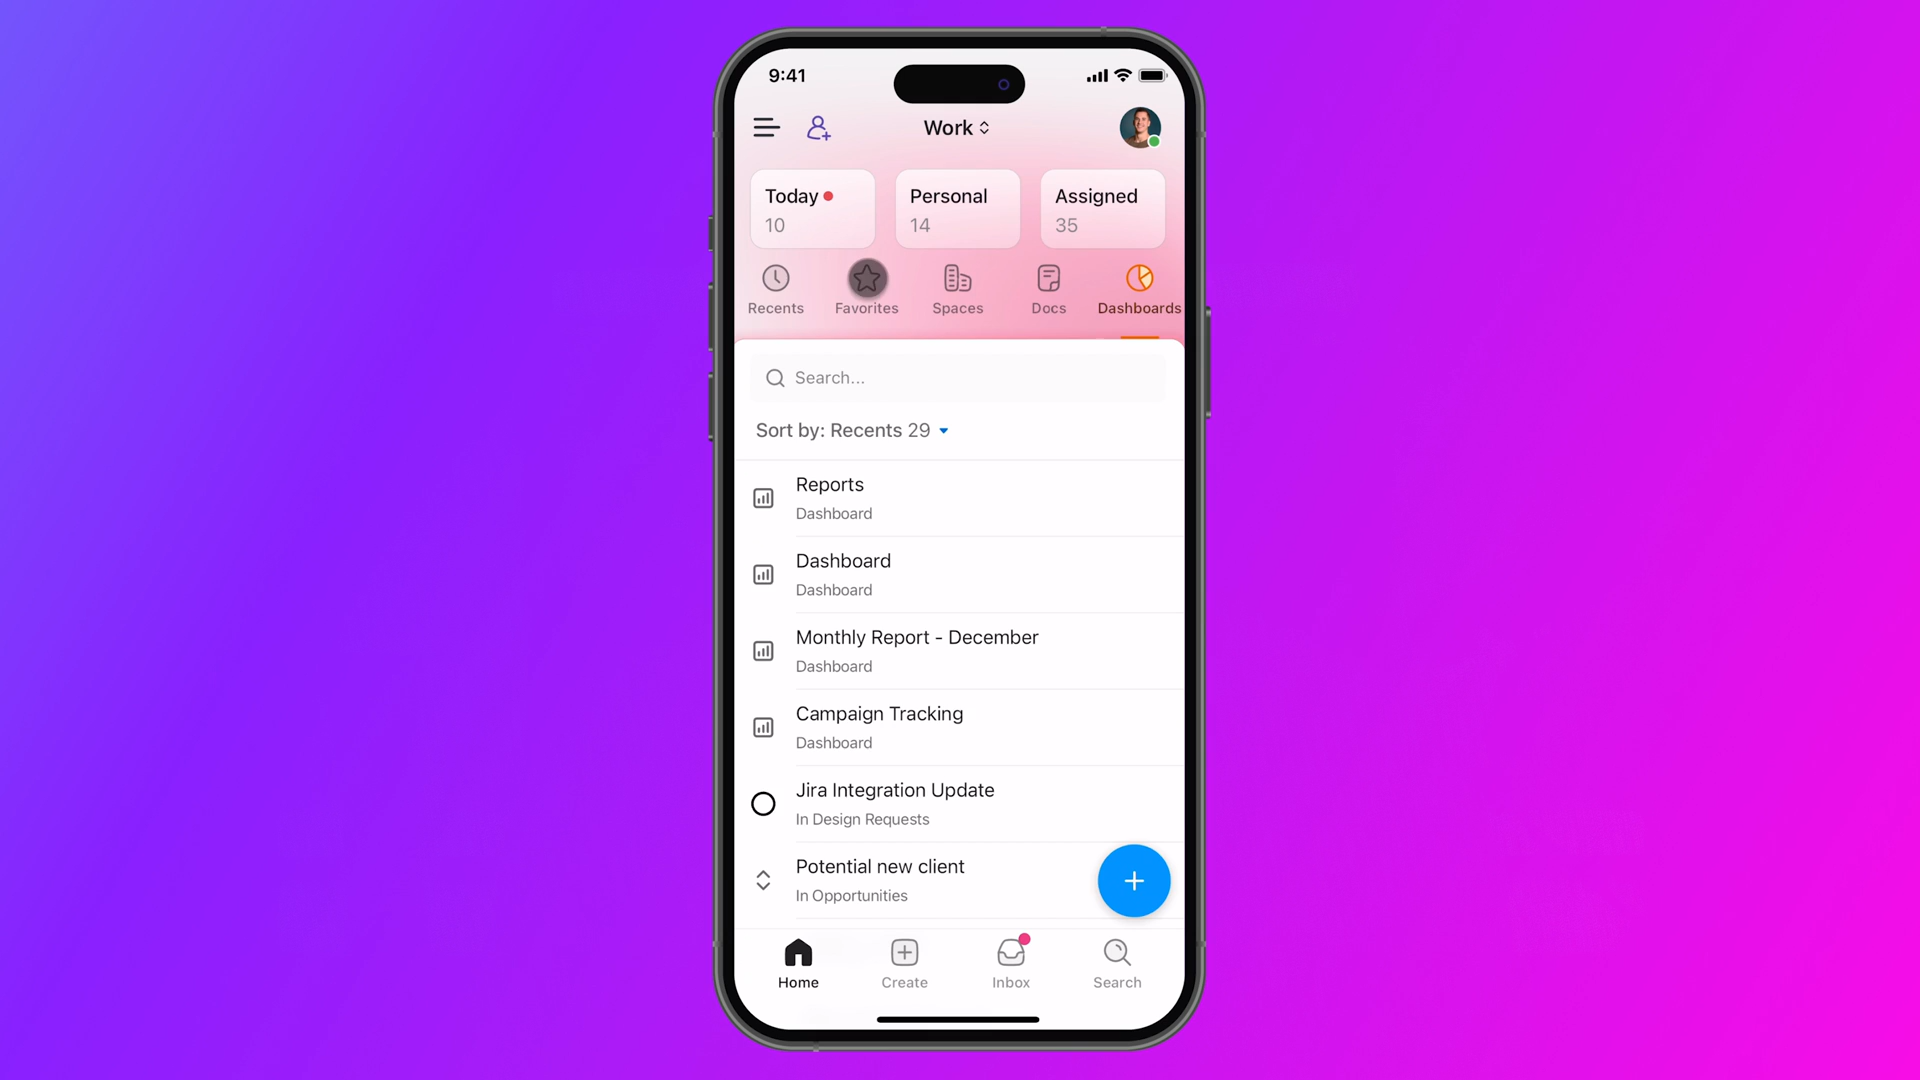 9:41
Work
Today
10
Personal
14
Assigned
35
Recents
Favorites
Spaces
Docs
Dashboards
Search...
Sort by: Recents 29
Reports
Dashboard
Dashboard
Dashboard
Monthly Report - December
Dashboard
Campaign Tracking
Dashboard
Jira Integration Update
In Design Requests
Potential new client
In Opportunities
Home
Create
Inbox
Search